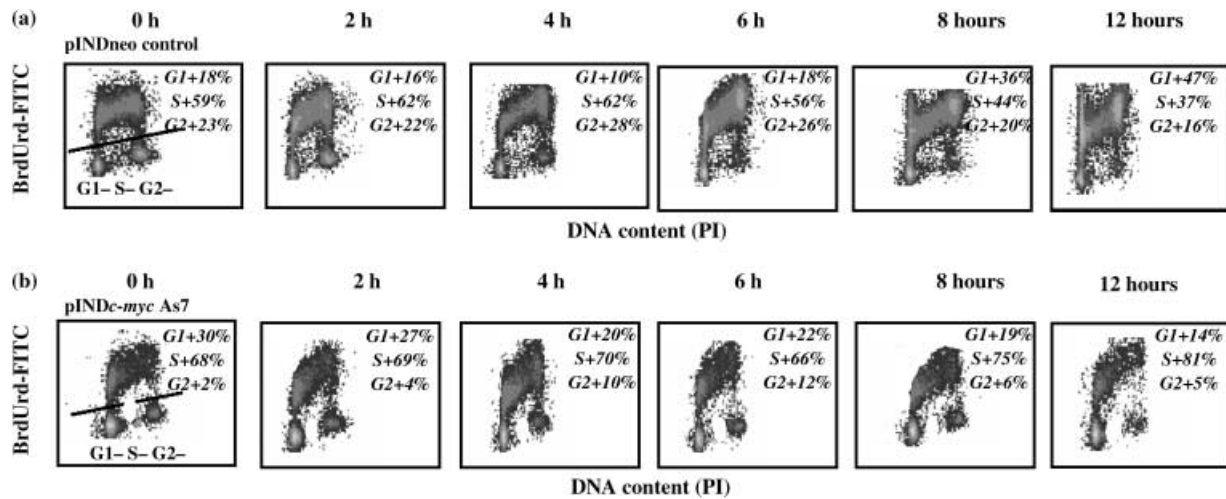 (a) 0 h 2 h 4 h 6 h 8 hours 12 hours
pINDneo control
G1+18% G1+16% G1+10% G1+18% G1+36% G1+47%
S+59% S+62% S+62% S+56% S+44% S+37%
G2+23% G2+22% G2+28% G2+26% G2+20% G2+16%
BrdUrd-FITC
G1– S– G2–
DNA content (PI)
(b) 0 h 2 h 4 h 6 h 8 hours 12 hours
pINDc-myc As7
G1+30% G1+27% G1+20% G1+22% G1+19% G1+14%
S+68% S+69% S+70% S+66% S+75% S+81%
G2+2% G2+4% G2+10% G2+12% G2+6% G2+5%
BrdUrd-FITC
G1– S– G2–
DNA content (PI)